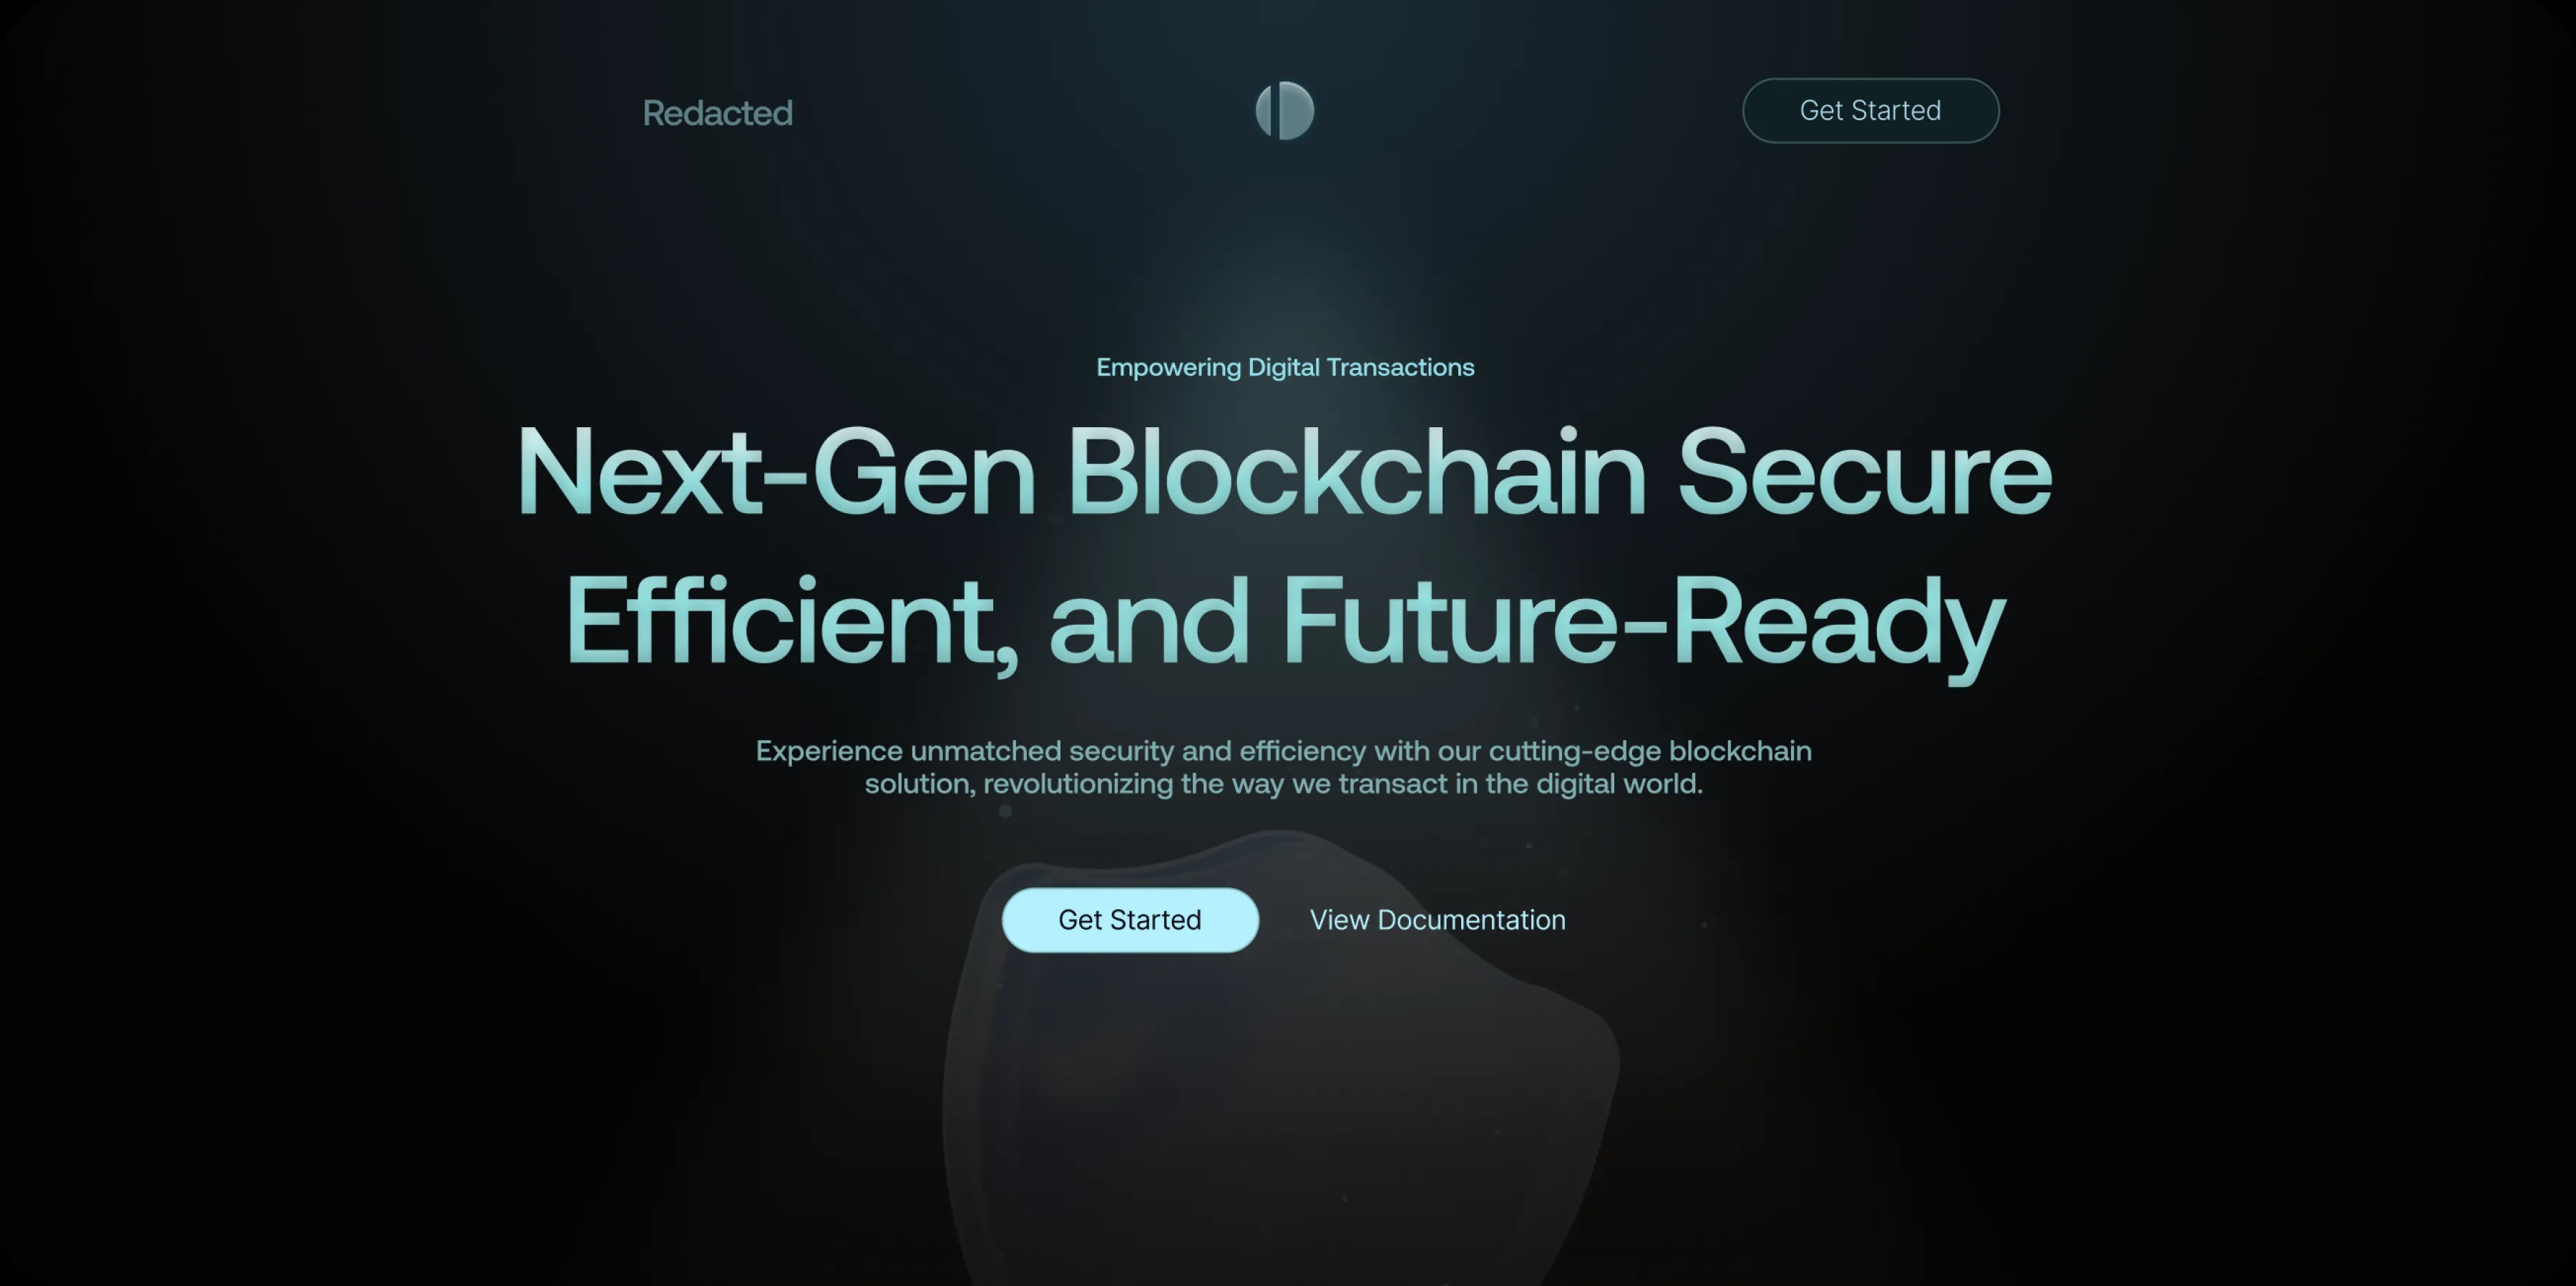 Redacted
Get Started
Empowering Digital Transactions
Next-Gen Blockchain Secure
Efficient, and Future-Ready
Experience unmatched security and efficiency with our cutting-edge blockchain
solution, revolutionizing the way we transact in the digital world.
Get Started
View Documentation